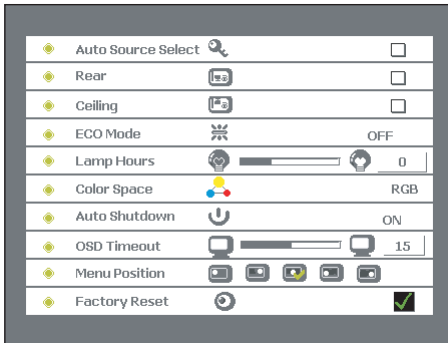 Auto Source Select
Rear
Ceiling
ECO Mode OFF
Lamp Hours 0
Color Space RGB
Auto Shutdown ON
OSD Timeout 15
Menu Position
Factory Reset